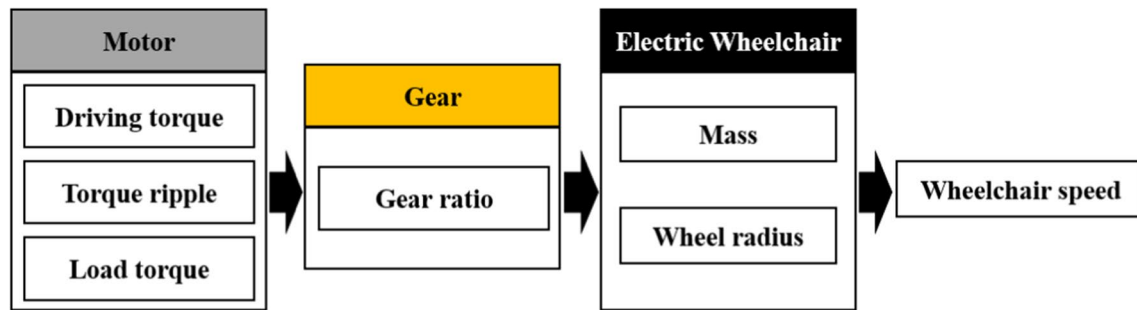 Motor
Driving torque
Torque ripple
Load torque
Gear
Gear ratio
Electric Wheelchair
Mass
Wheel radius
Wheelchair speed